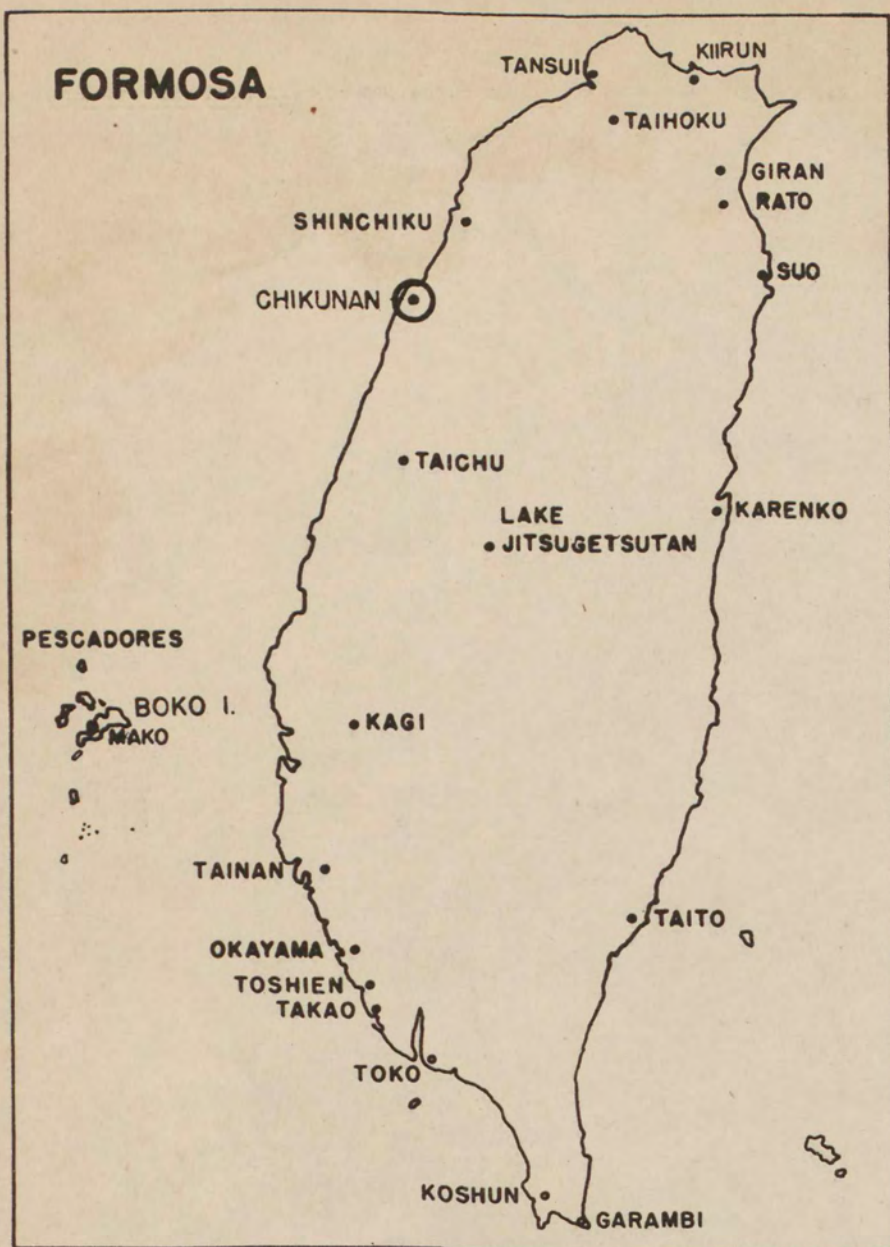 FORMOSA
TANSUI
KIIRUN
TAIHOKU
GIRAN
RATO
SHINCHIKU
SUO
CHIKUNAN
TAICHU
LAKE
JITSUGETSUTAN
KARENKO
PESCADORES
BOKO I.
MAKO
KAGI
TAINAN
TAITO
OKAYAMA
TOSHIEN
TAKAO
TOKO
KOSHUN
GARAMBI